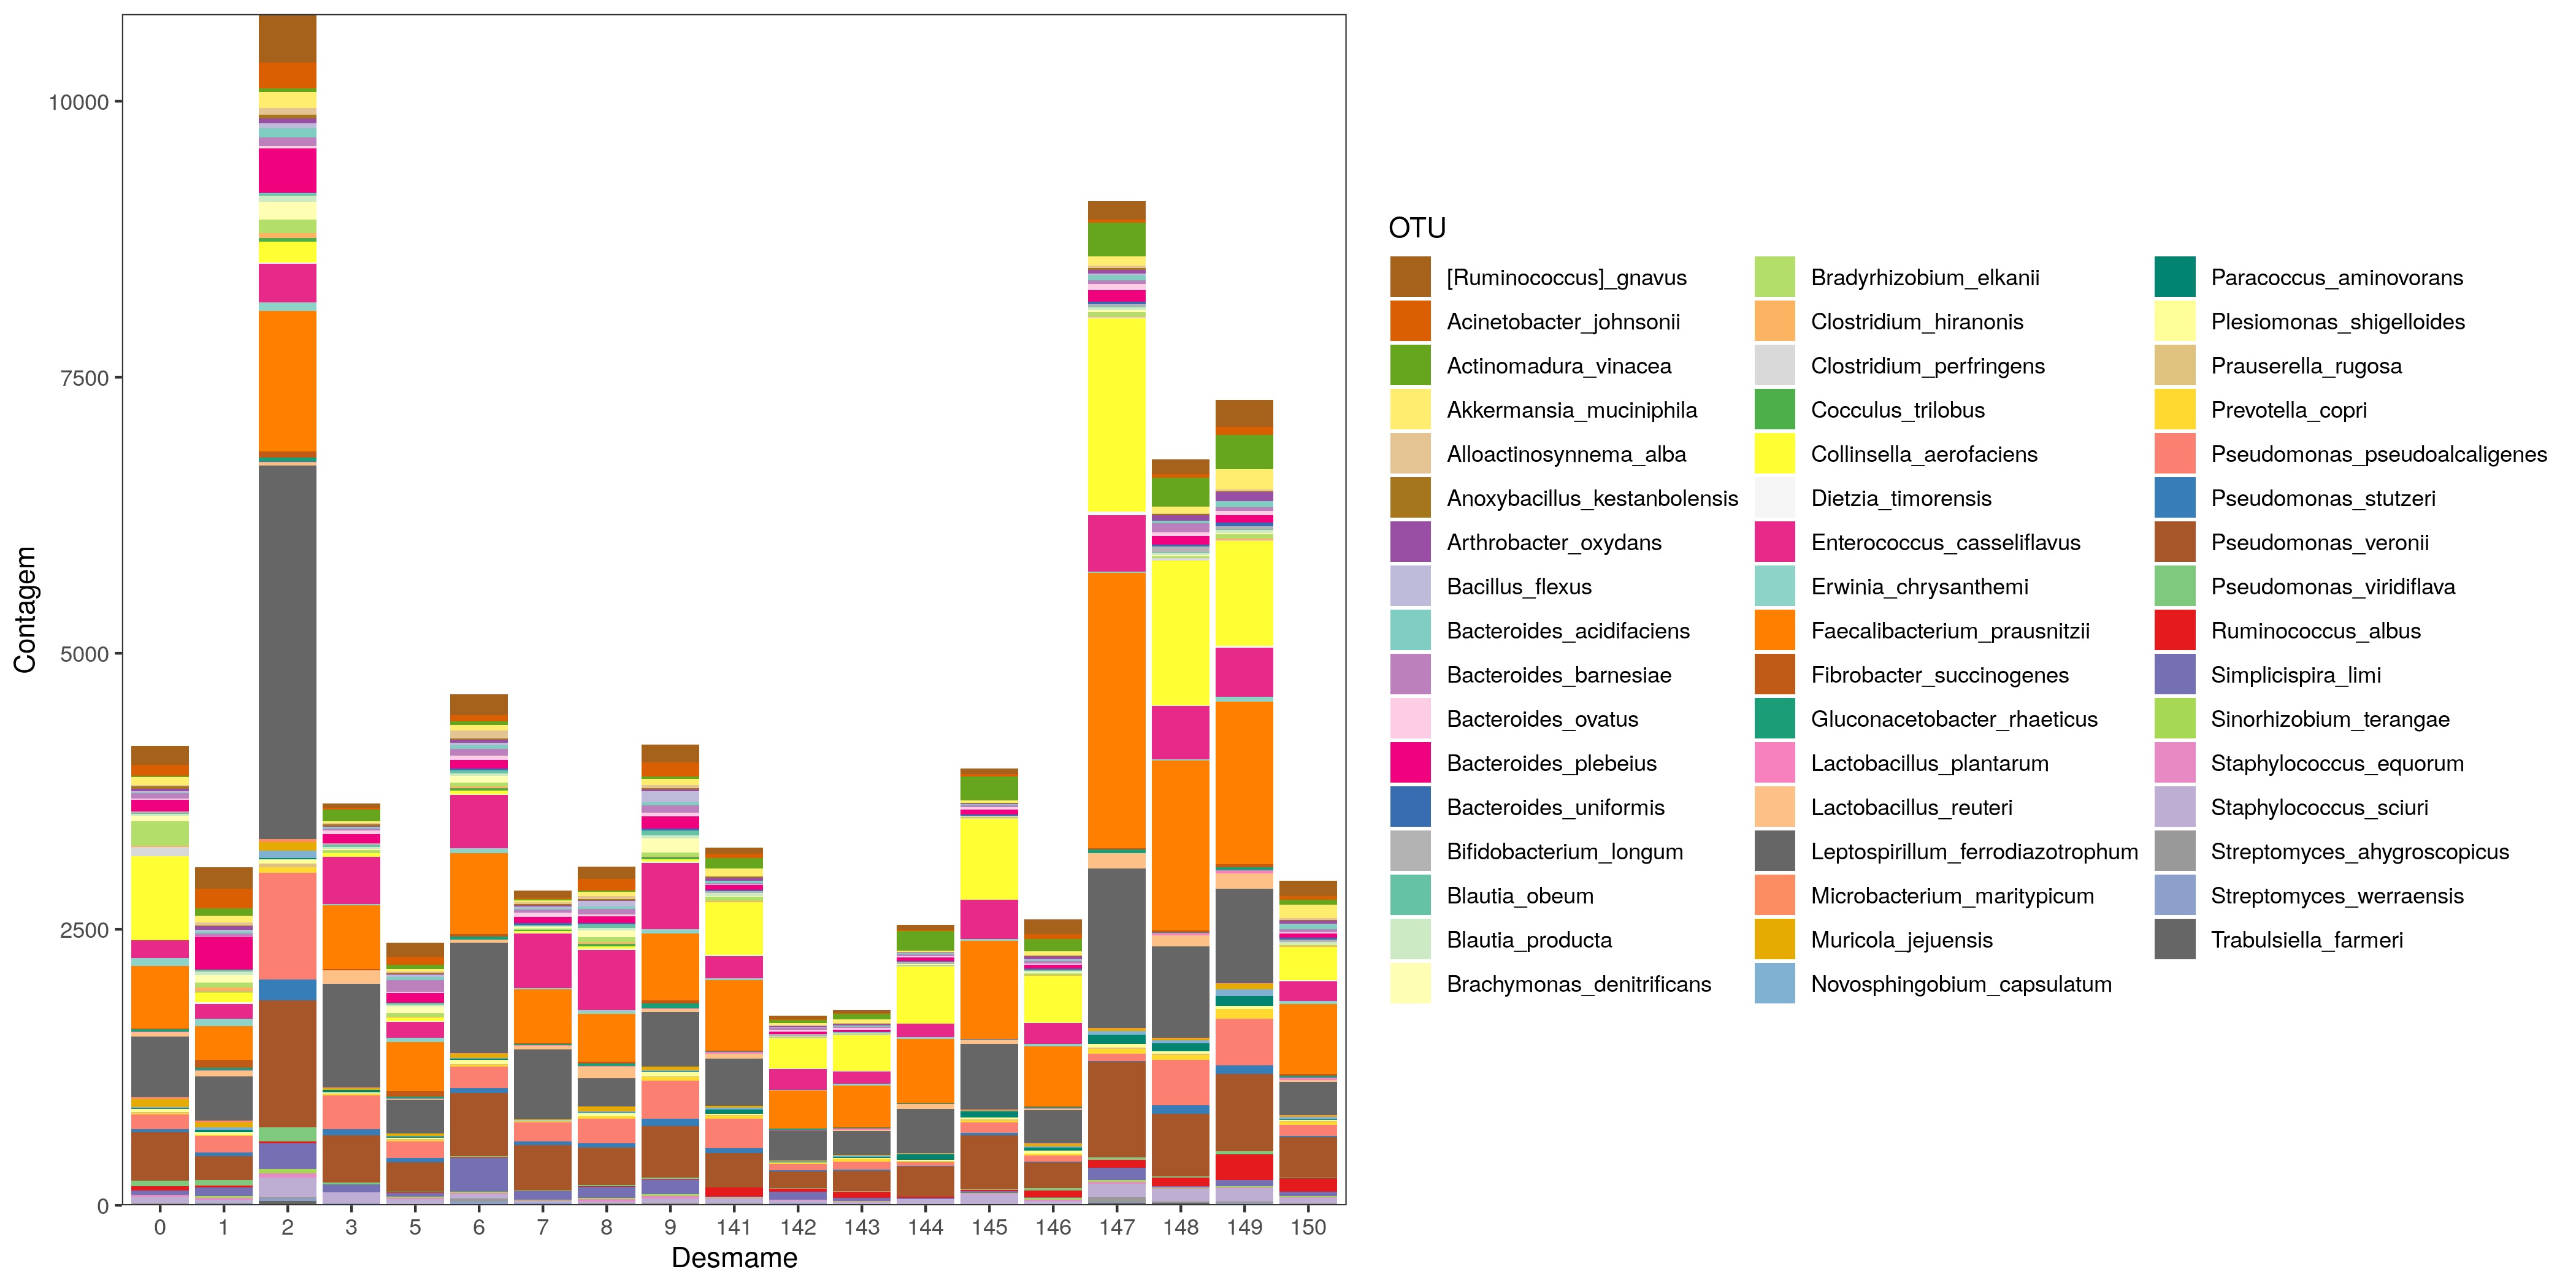 10000
7500
5000
2500
0
Contagem
0 1 2 3 5 6 7 8 9 141 142 143 144 145 146 147 148 149 150
Desmame
OTU
[Ruminococcus]_gnavus
Acinetobacter_johnsonii
Actinomadura_vinacea
Akkermansia_muciniphila
Alloactinosynnema_alba
Anoxybacillus_kestanbolensis
Arthrobacter_oxydans
Bacillus_flexus
Bacteroides_acidifaciens
Bacteroides_barnesiae
Bacteroides_ovatus
Bacteroides_plebeius
Bacteroides_uniformis
Bifidobacterium_longum
Blautia_obeum
Blautia_producta
Brachymonas_denitrificans
Bradyrhizobium_elkanii
Clostridium_hiranonis
Clostridium_perfringens
Cocculus_trilobus
Collinsella_aerofaciens
Dietzia_timorensis
Enterococcus_casseliflavus
Erwinia_chrysanthemi
Faecalibacterium_prausnitzii
Fibrobacter_succinogenes
Gluconacetobacter_rhaeticus
Lactobacillus_plantarum
Lactobacillus_reuteri
Leptospirillum_ferrodiazotrophum
Microbacterium_maritypicum
Muricola_jejuensis
Novosphingobium_capsulatum
Paracoccus_aminovorans
Plesiomonas_shigelloides
Prauserella_rugosa
Prevotella_copri
Pseudomonas_pseudoalcaligenes
Pseudomonas_stutzeri
Pseudomonas_veronii
Pseudomonas_viridiflava
Ruminococcus_albus
Simplicispira_limi
Sinorhizobium_terangae
Staphylococcus_equorum
Staphylococcus_sciuri
Streptomyces_ahygroscopicus
Streptomyces_werraensis
Trabulsiella_farmeri